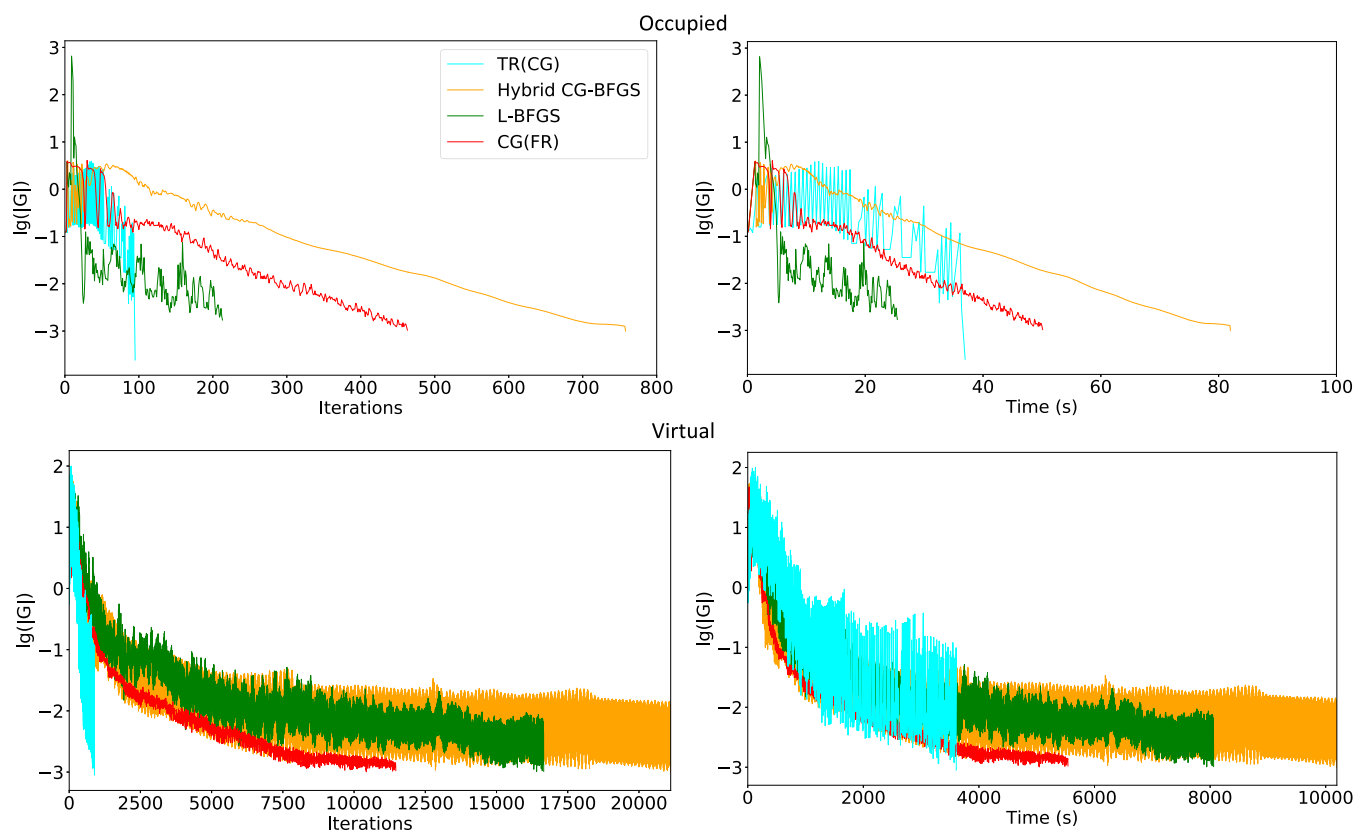 Occupied
lg(|G|)
3
2
1
0
−1
−2
−3
TR(CG)
Hybrid CG-BFGS
L-BFGS
CG(FR)
0 100 200 300 400 500 600 700 800
Iterations
lg(|G|)
3
2
1
0
−1
−2
−3
0 20 40 60 80 100
Time (s)
Virtual
lg(|G|)
2
1
0
−1
−2
−3
0 2500 5000 7500 10000 12500 15000 17500 20000
Iterations
lg(|G|)
2
1
0
−1
−2
−3
0 2000 4000 6000 8000 10000
Time (s)